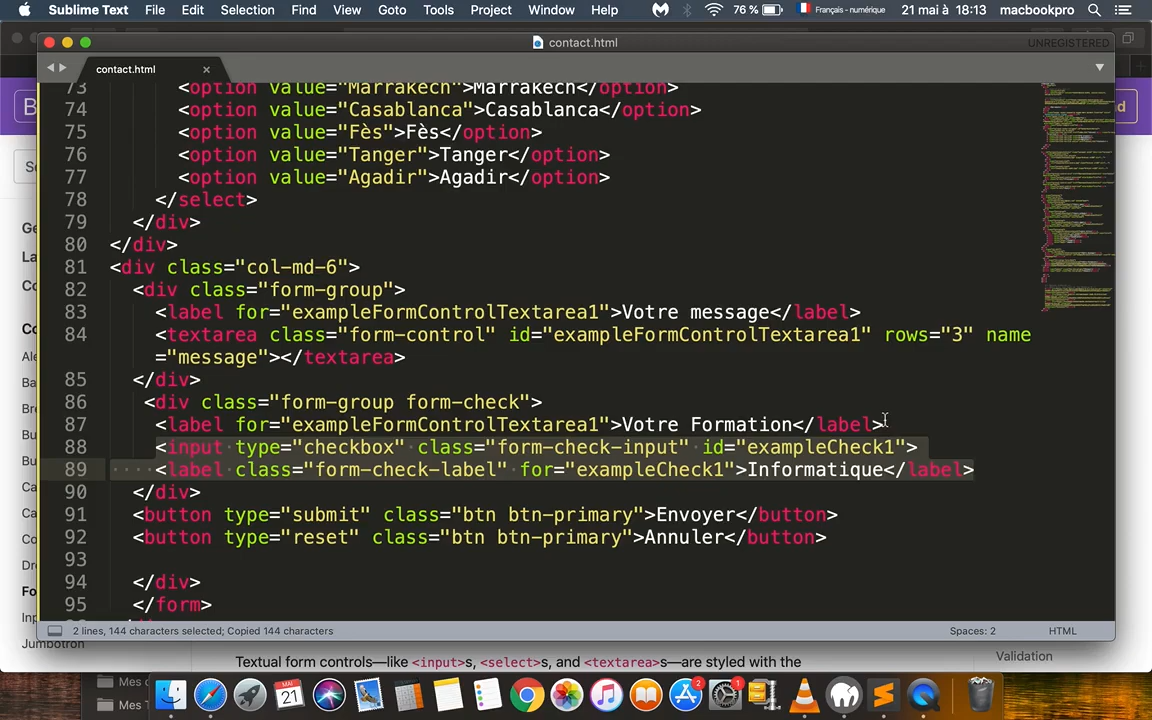 Sublime Text File Edit Selection Find View Goto Tools Project Window Help 76 % Français - numérique 21 mai à 18:13 macbookpro
contact.html UNREGISTERED
contact.html
73 <option value="Marrakech">Marrakech</option>
74 <option value="Casablanca">Casablanca</option>
75 <option value="Fès">Fès</option>
76 <option value="Tanger">Tanger</option>
77 <option value="Agadir">Agadir</option>
78 </select>
79 </div>
80 </div>
81 <div class="col-md-6">
82 <div class="form-group">
83 <label for="exampleFormControlTextarea1">Votre message</label>
84 <textarea class="form-control" id="exampleFormControlTextarea1" rows="3" name
="message"></textarea>
85 </div>
86 <div class="form-group form-check">
87 <label for="exampleFormControlTextarea1">Votre Formation</label>
88 <input type="checkbox" class="form-check-input" id="exampleCheck1">
89 <label class="form-check-label" for="exampleCheck1">Informatique</label>
90 </div>
91 <button type="submit" class="btn btn-primary">Envoyer</button>
92 <button type="reset" class="btn btn-primary">Annuler</button>
93
94 </div>
95 </form>
2 lines, 144 characters selected; Copied 144 characters Spaces: 2 HTML
Jumbotron
Textual form controls—like <input>s, <select>s, and <textarea>s—are styled with the
Validation
Mes
Mes